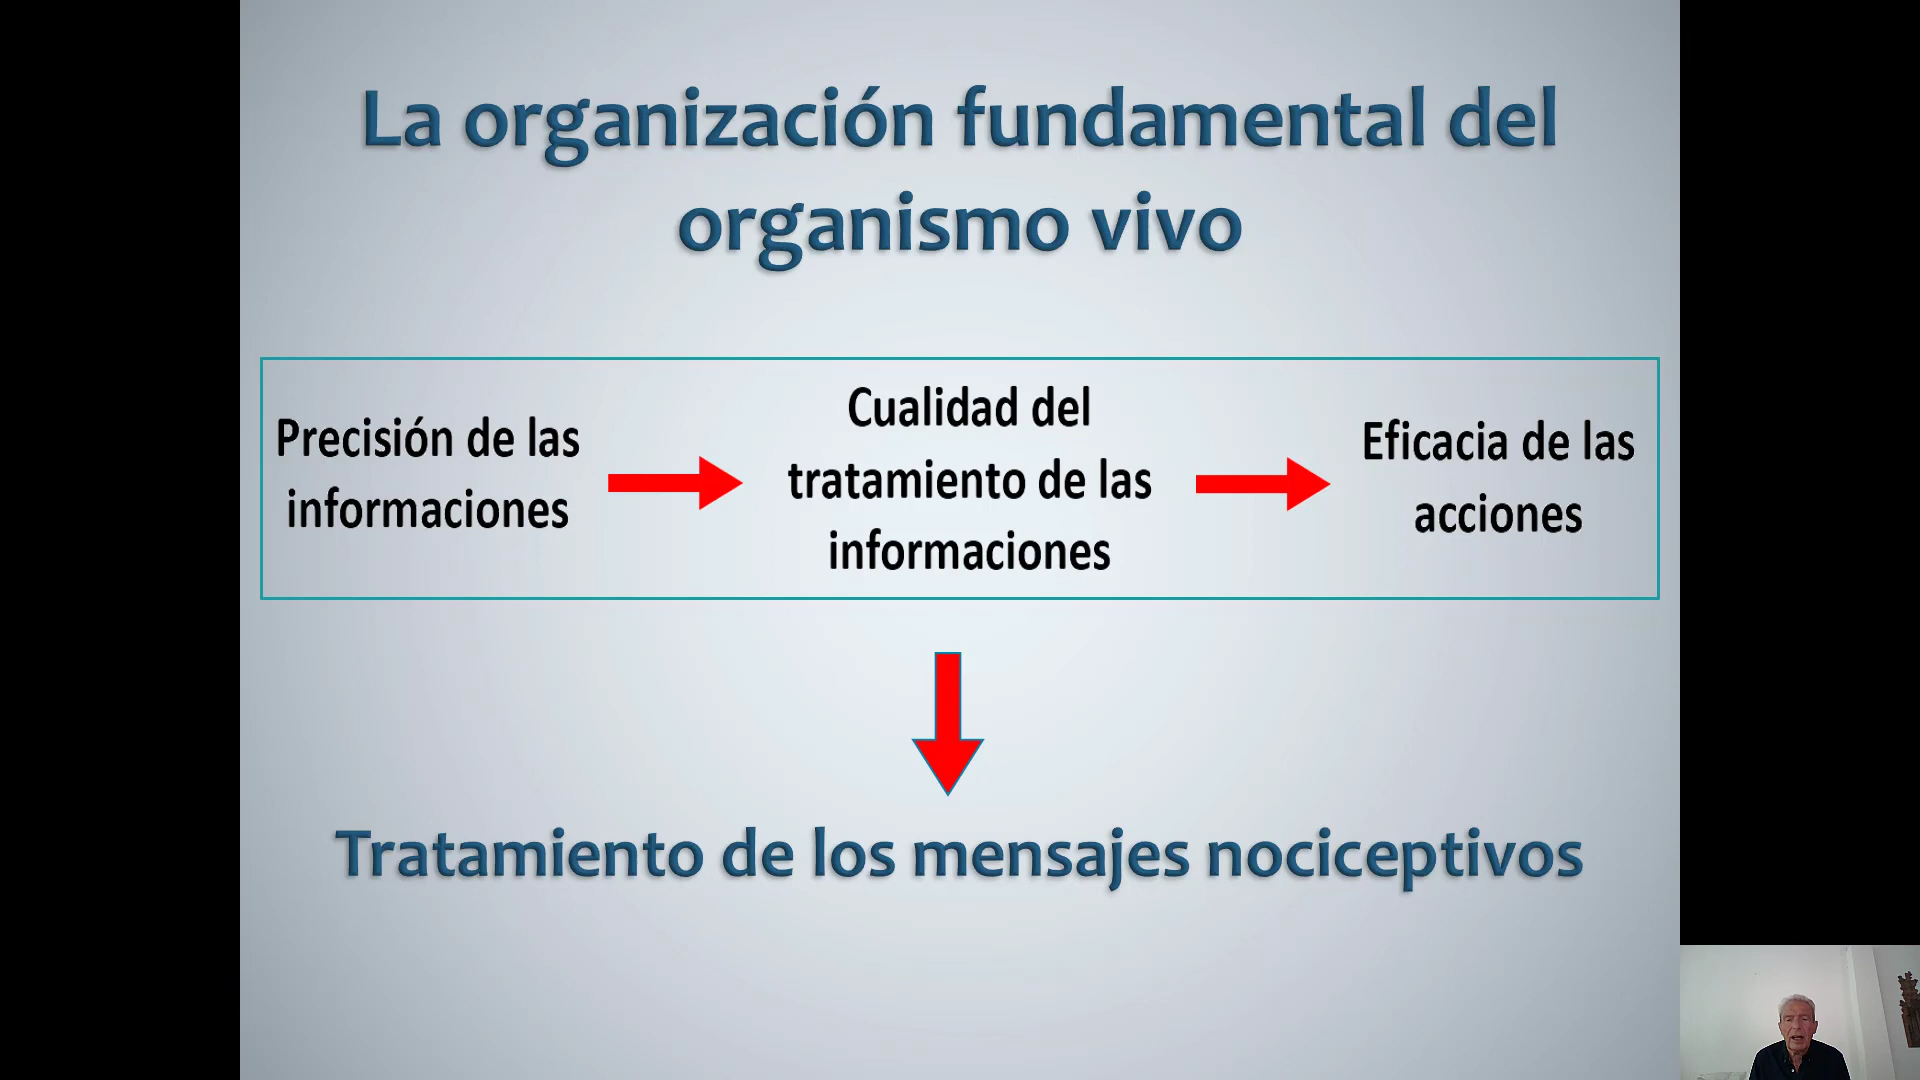 La organización fundamental del
organismo vivo
Precisión de las
informaciones
Cualidad del
tratamiento de las
informaciones
Eficacia de las
acciones
Tratamiento de los mensajes nociceptivos